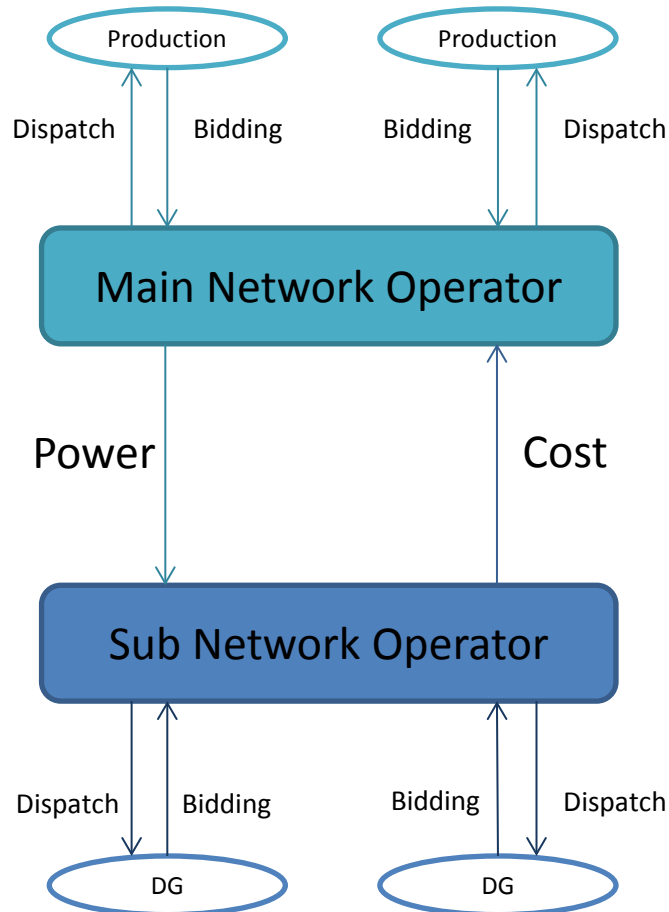 Production
Production
Dispatch
Bidding
Bidding
Dispatch
Main Network Operator
Power
Cost
Sub Network Operator
Dispatch
Bidding
Bidding
Dispatch
DG
DG